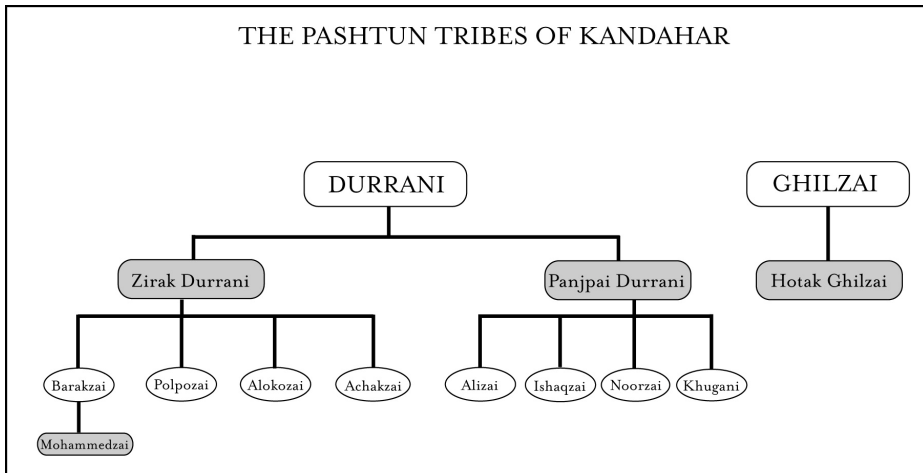 THE PASHTUN TRIBES OF KANDAHAR
DURRANI
GHILZAI
Zirak Durrani
Panjpai Durrani
Hotak Ghilzai
Barakzai
Polpozai
Alokozai
Achakzai
Alizai
Ishaqzai
Noorzai
Khugani
Mohammedzai